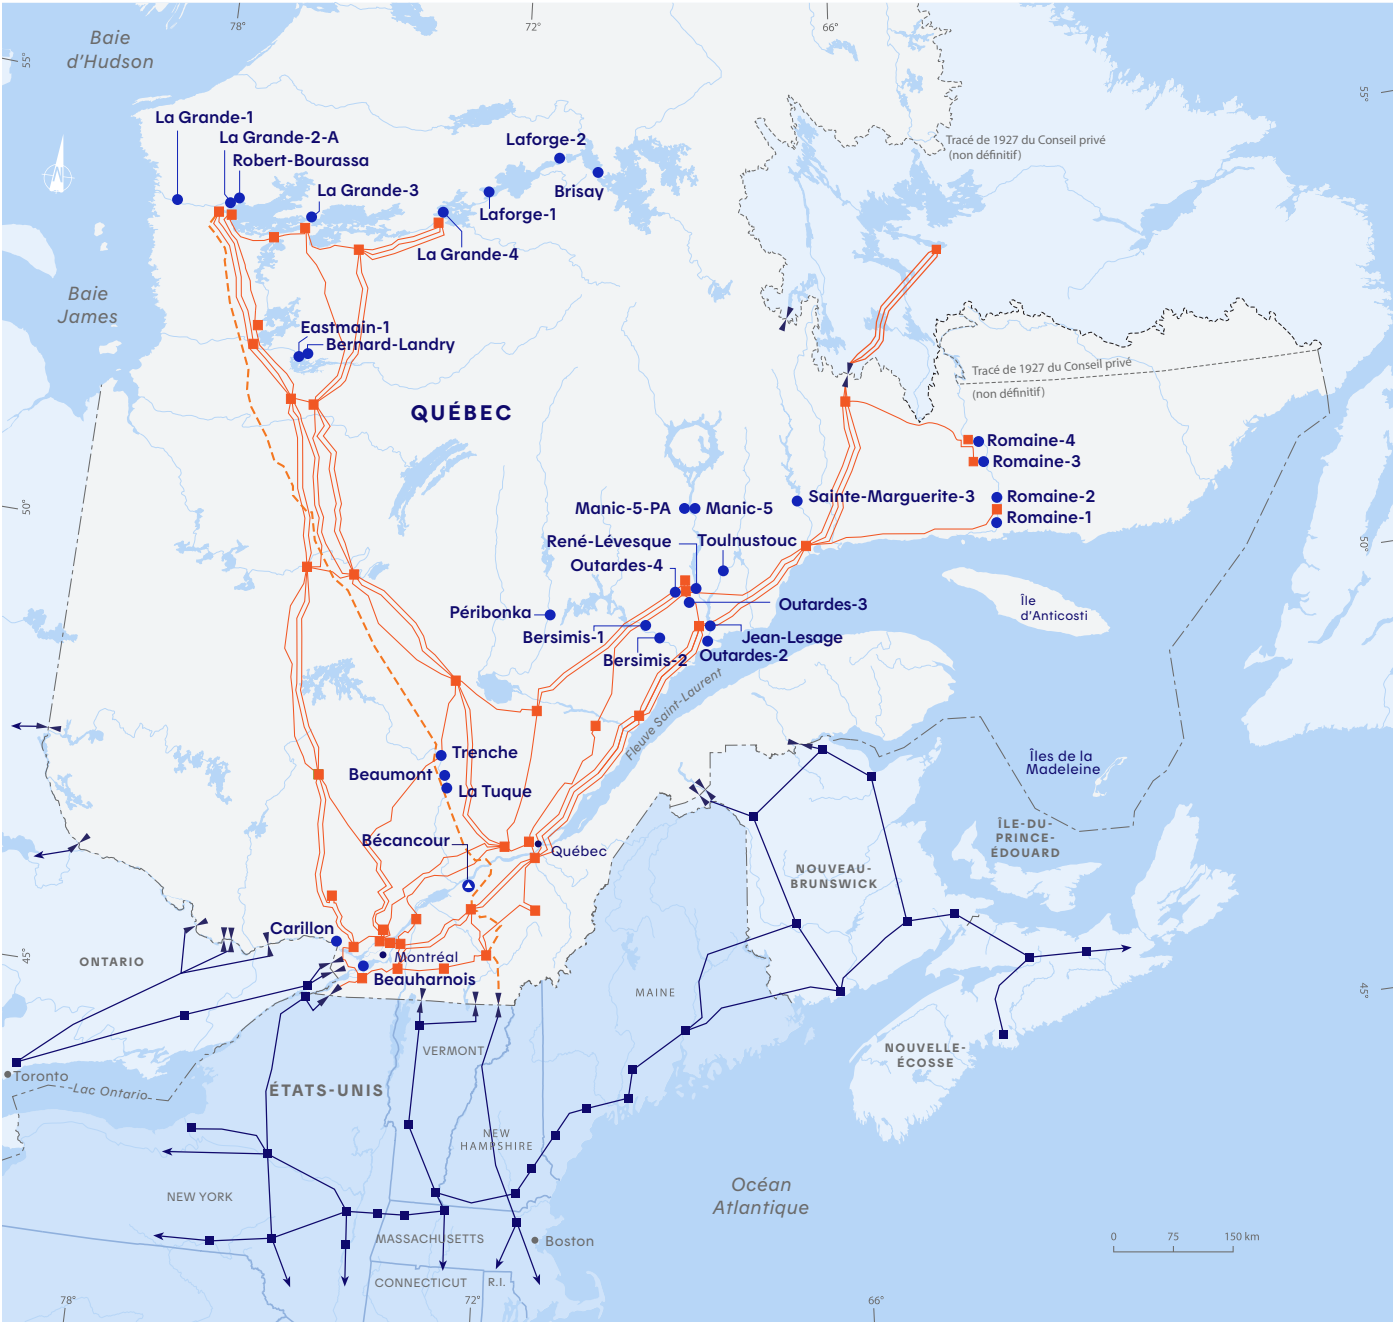 78°
72°
66°
Baie
d'Hudson
55°
55°
La Grande-1
La Grande-2-A
Robert-Bourassa
La Grande-3
Laforge-2
Brisay
Laforge-1
La Grande-4
Tracé de 1927 du Conseil privé
(non définitif)
Baie
James
Eastmain-1
Bernard-Landry
QUÉBEC
Tracé de 1927 du Conseil privé
(non définitif)
Romaine-4
Romaine-3
Romaine-2
Romaine-1
50°
50°
Sainte-Marguerite-3
Manic-5-PA
Manic-5
René-Lévesque
Toulnustouc
Outardes-4
Outardes-3
Péribonka
Bersimis-1
Jean-Lesage
Bersimis-2
Outardes-2
Île
d'Anticosti
Fleuve Saint-Laurent
Trenche
Beaumont
La Tuque
Îles de la
Madeleine
Bécancour
Québec
ÎLE-DU-
PRINCE-
ÉDOUARD
NOUVEAU-
BRUNSWICK
Carillon
Montréal
Beauharnois
45°
45°
ONTARIO
MAINE
NOUVELLE-
ÉCOSSE
VERMONT
Toronto
Lac Ontario
ÉTATS-UNIS
NEW
HAMPSHIRE
NEW YORK
Océan
Atlantique
MASSACHUSETTS
Boston
CONNECTICUT
R.I.
0 75 150 km
78°
72°
66°